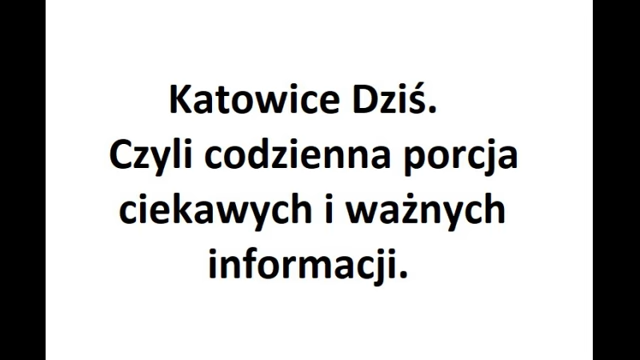 Katowice Dziś.
Czyli codzienna porcja
ciekawych i ważnych
informacji.